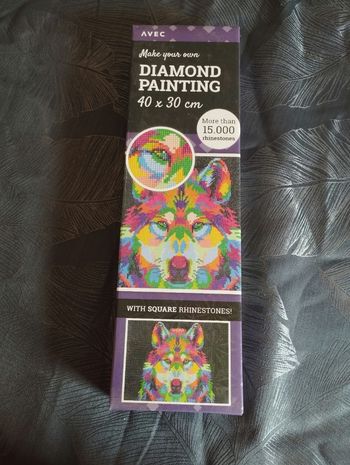 AVEC
Make your own
DIAMOND
PAINTING
40 x 30 cm
More than
15.000
rhinestones
WITH SQUARE RHINESTONES!